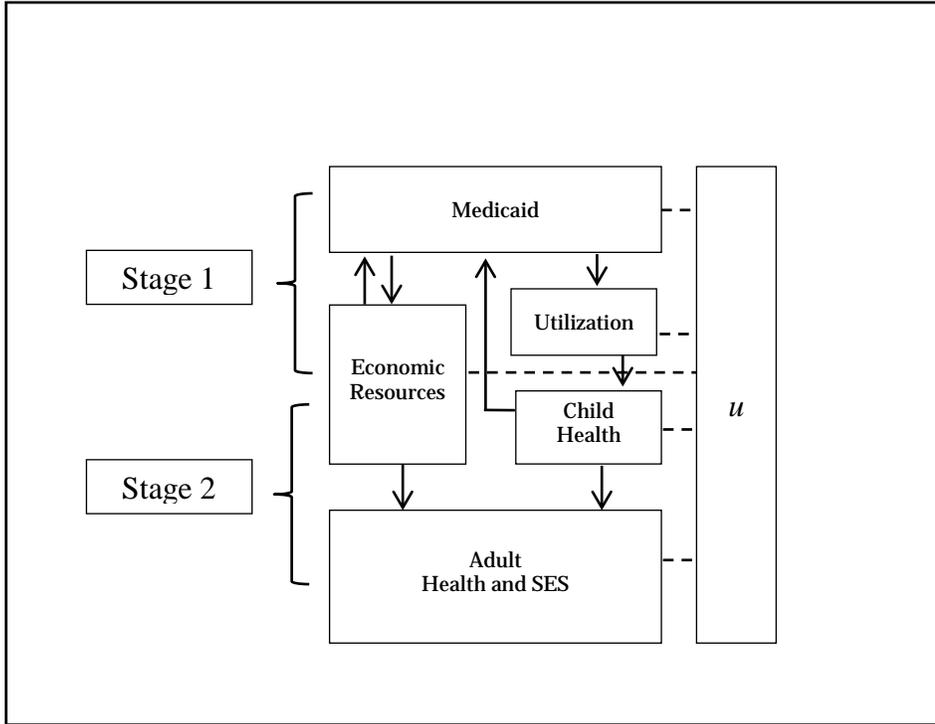 Medicaid
Stage 1
Utilization
Economic
Resources
Child
Health
u
Stage 2
Adult
Health and SES